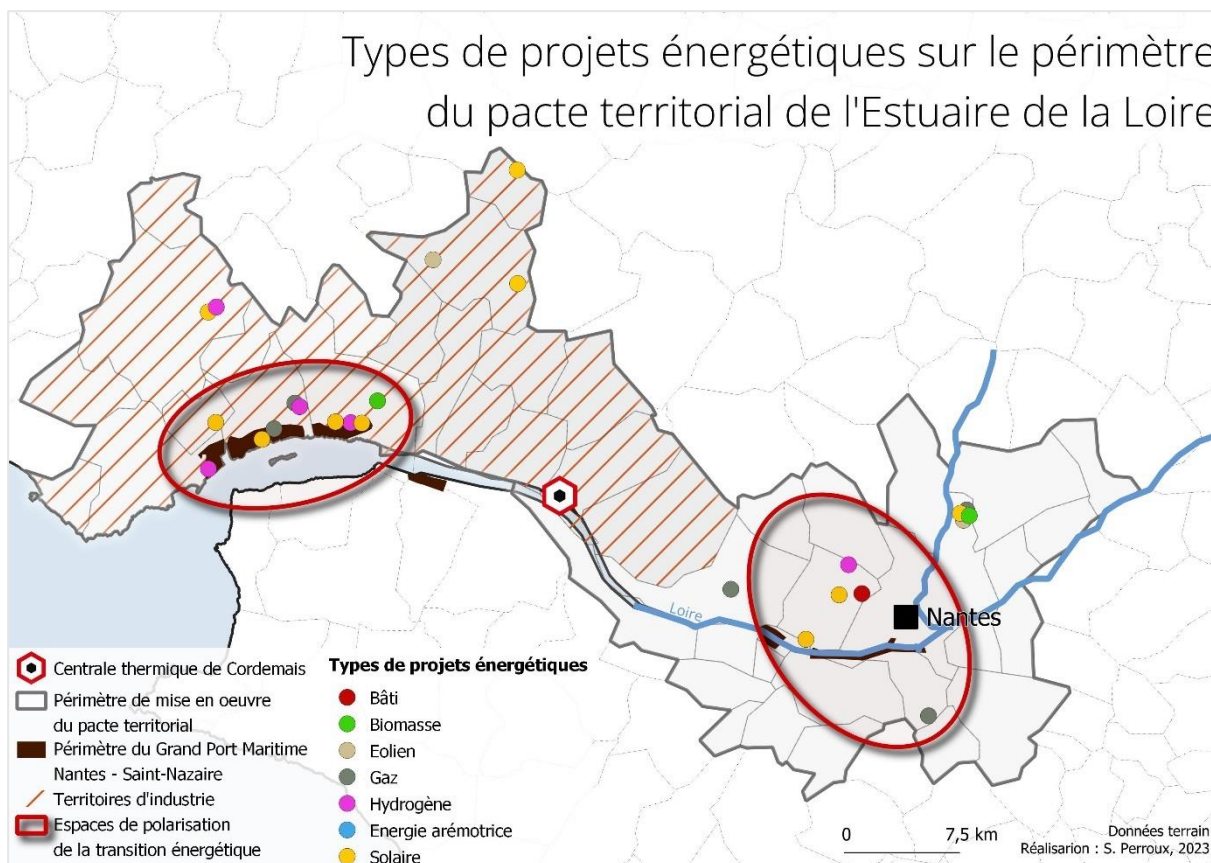 Types de projets énergétiques sur le périmètre
du pacte territorial de l'Estuaire de la Loire
Loire
Nantes
Centrale thermique de Cordemais
Périmètre de mise en oeuvre
du pacte territorial
Périmètre du Grand Port Maritime
Nantes - Saint-Nazaire
Territoires d'industrie
Espaces de polarisation
de la transition énergétique
Types de projets énergétiques
Bâti
Biomasse
Eolien
Gaz
Hydrogène
Energie arémotrice
Solaire
0 7,5 km
Données terrain
Réalisation : S. Perroux, 2023